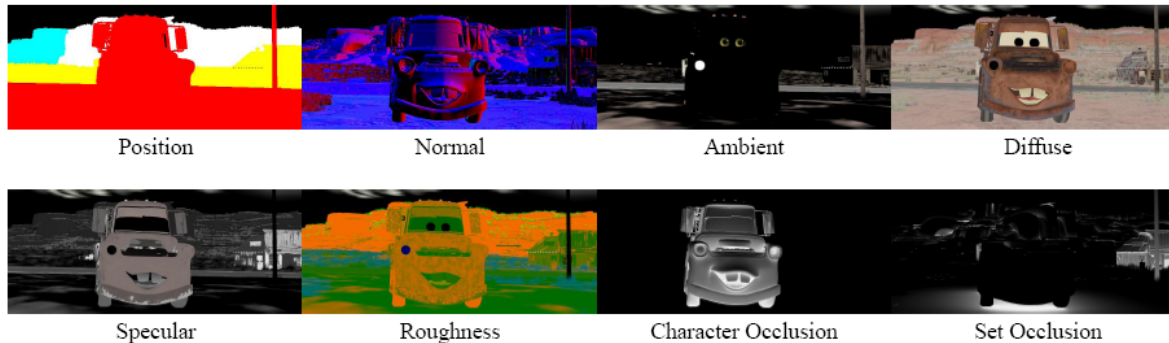 Position Normal Ambient Diffuse
Specular Roughness Character Occlusion Set Occlusion